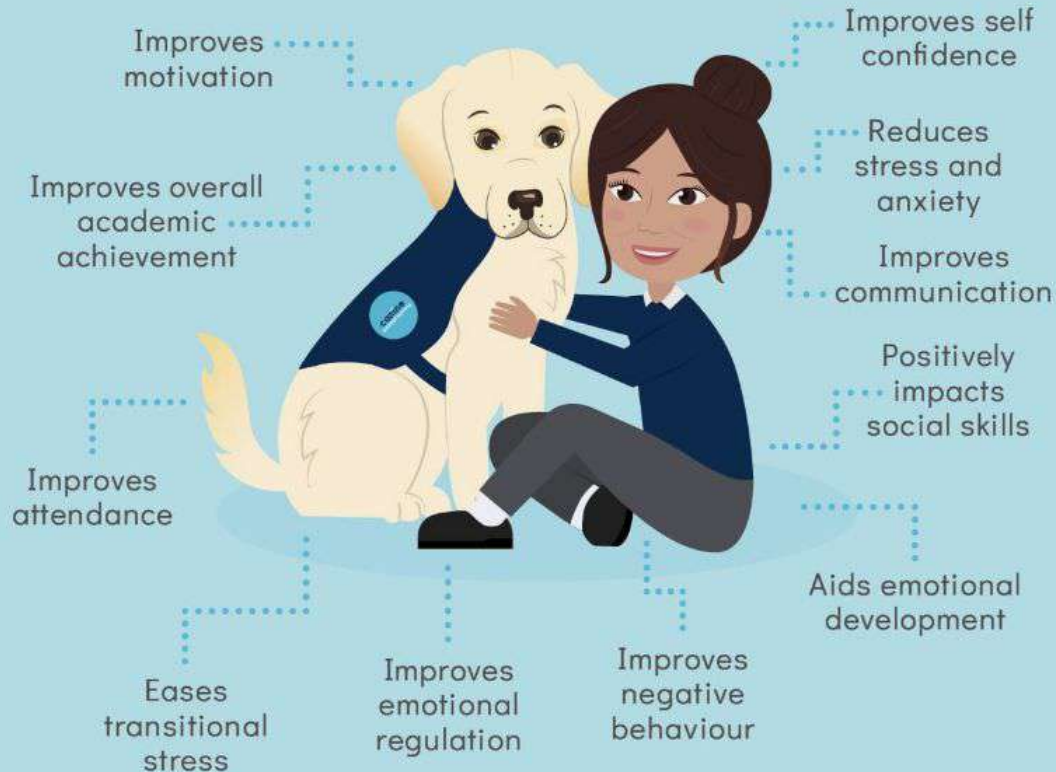 Improves
motivation
Improves self
confidence
Reduces
stress and
anxiety
Improves overall
academic
achievement
Improves
communication
Positively
impacts
social skills
Improves
attendance
Aids emotional
development
Eases
transitional
stress
Improves
emotional
regulation
Improves
negative
behaviour